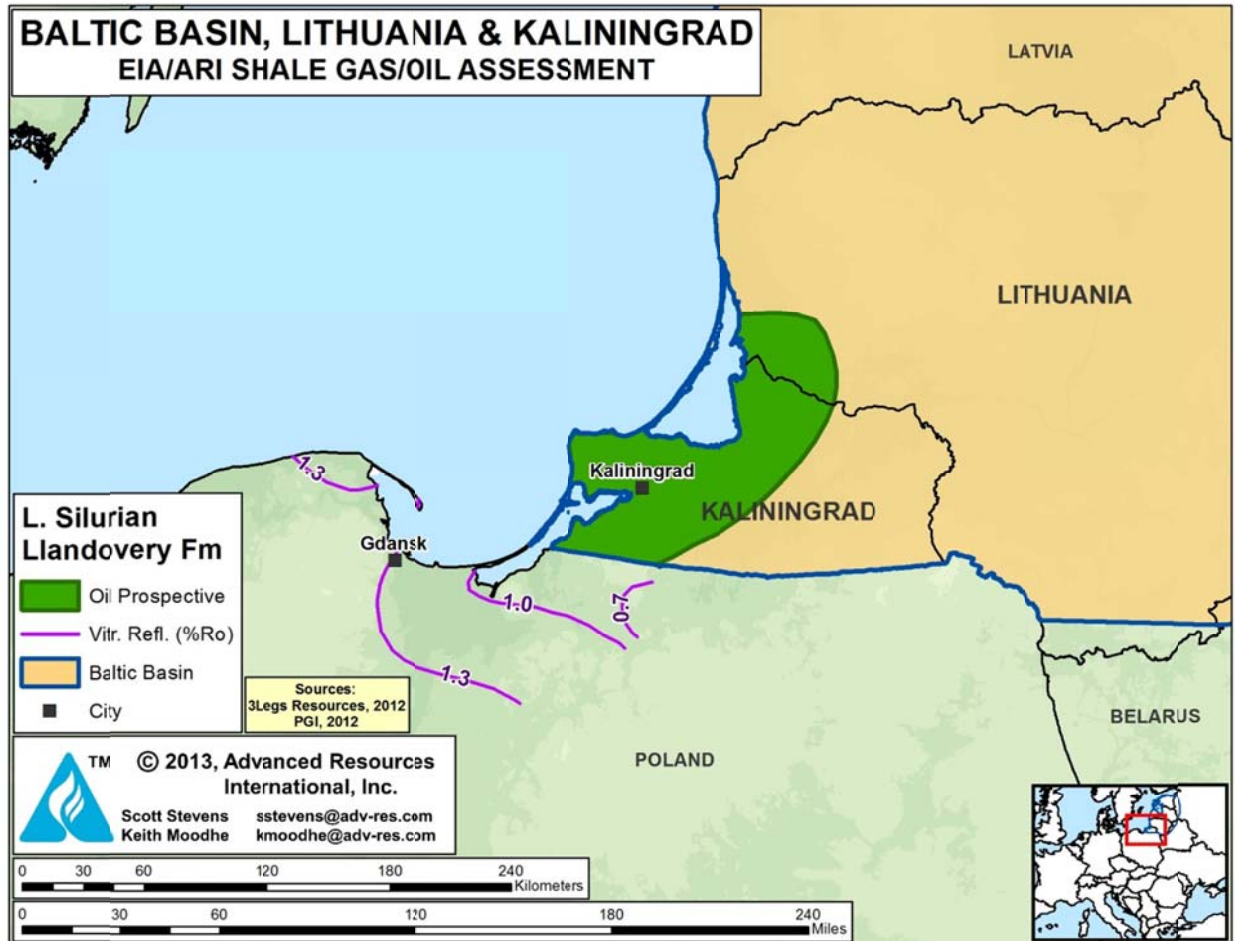 BALTIC BASIN, LITHUANIA & KALININGRAD
EIA/ARI SHALE GAS/OIL ASSESSMENT
LATVIA
LITHUANIA
Kaliningrad
KALININGRAD
1.3
Gdansk
1.0
0.7
1.3
POLAND
BELARUS
L. Silurian
Llandovery Fm
Oil Prospective
Vitr. Refl. (%Ro)
Baltic Basin
City
Sources:
3Legs Resources, 2012
PGI, 2012
TM © 2013, Advanced Resources
International, Inc.
Scott Stevens sstevens@adv-res.com
Keith Moodhe kmoodhe@adv-res.com
0 30 60 120 180 240
Kilometers
0 30 60 120 180 240
Miles